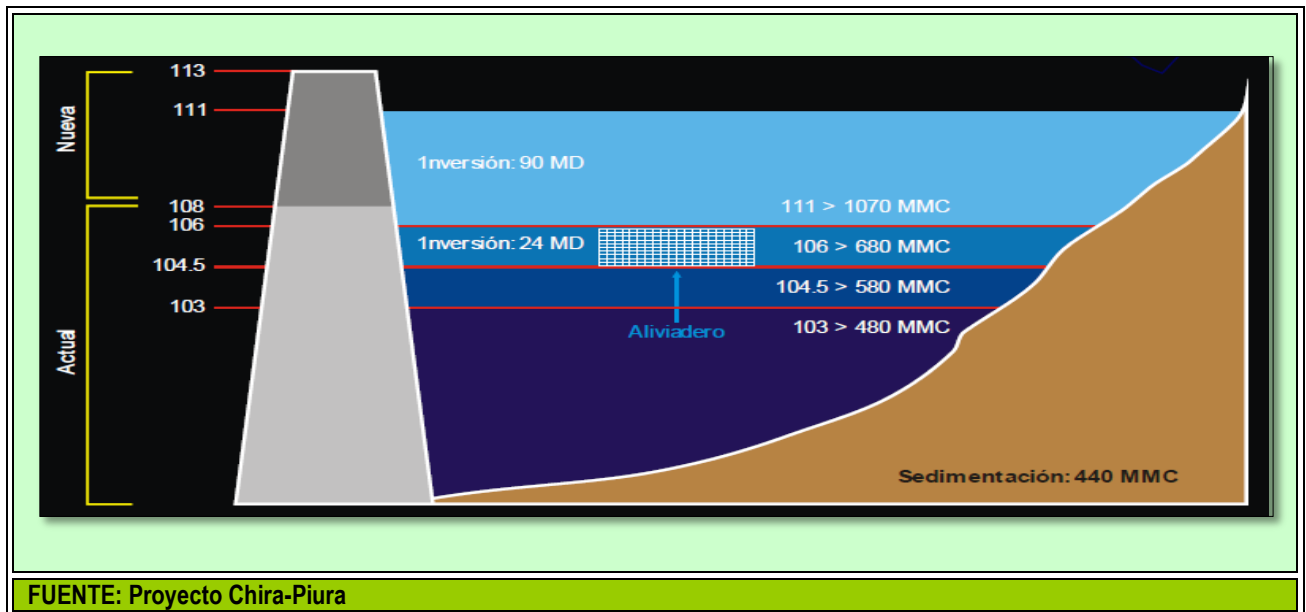 113
Nueva
111
1nversión: 90 MD
108
111 > 1070 MMC
106
1nversión: 24 MD
106 > 680 MMC
104.5
104.5 > 580 MMC
103
103 > 480 MMC
Aliviadero
Actual
Sedimentación: 440 MMC
FUENTE: Proyecto Chira-Piura